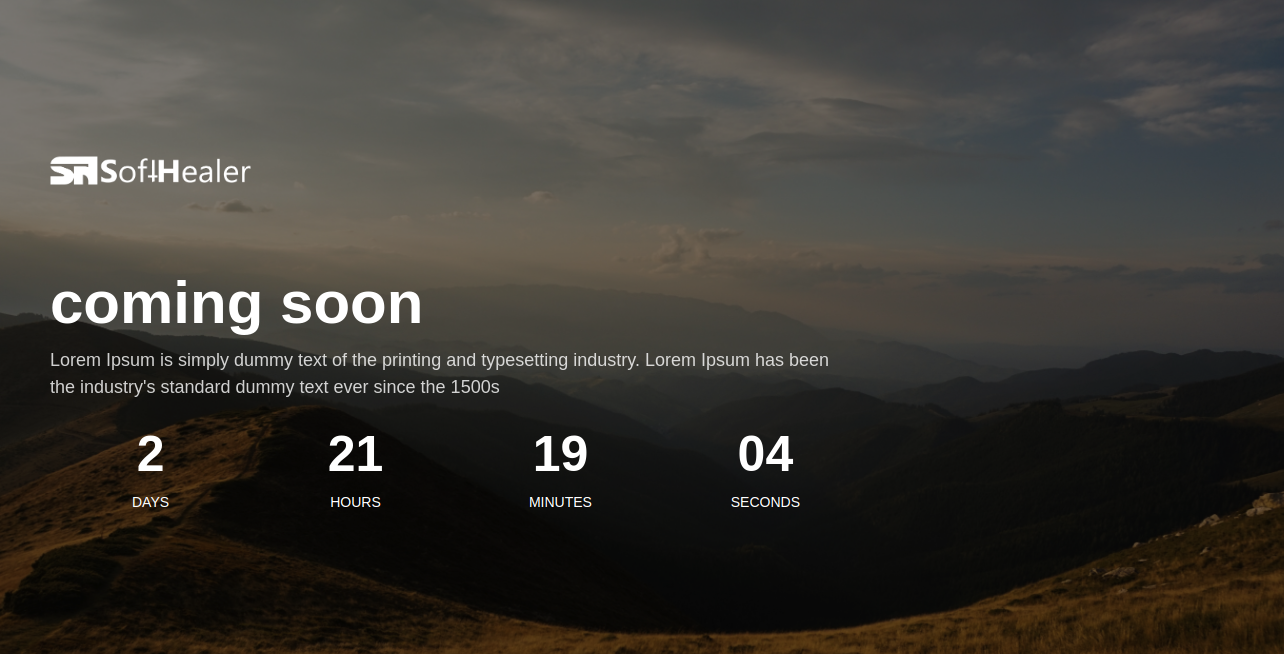 SH SoftHealer
coming soon
Lorem Ipsum is simply dummy text of the printing and typesetting industry. Lorem Ipsum has been
the industry's standard dummy text ever since the 1500s
2 21 19 04
DAYS HOURS MINUTES SECONDS